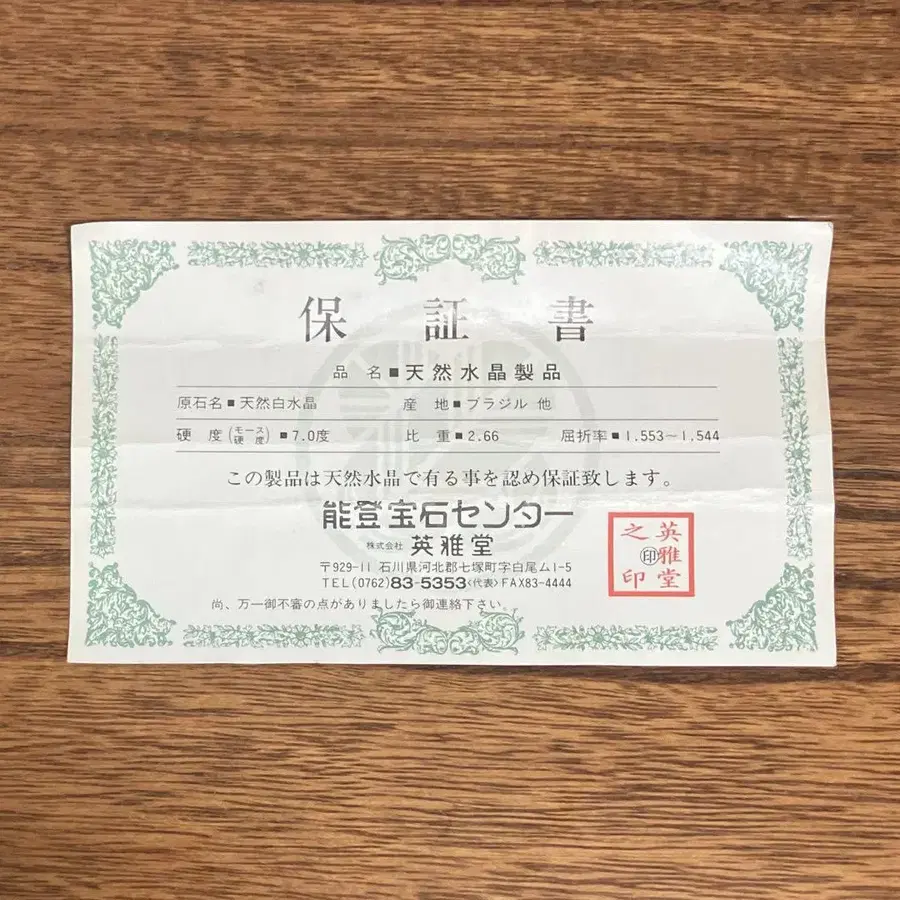 保証書
品名■天然水晶製品
原石名■天然白水晶 産地■ブラジル 他
硬度(モース硬度)■7.0度 比重■2.66 屈折率■1.553～1.544
この製品は天然水晶で有る事を認め保証致します。
能登宝石センター
株式会社 英雅堂
〒929-11 石川県河北郡七塚町字白尾ム1-5
TEL(0762)83-5353〈代表〉FAX83-4444
尚、万一御不審の点がありましたら御連絡下さい。
英雅堂
之㊞印